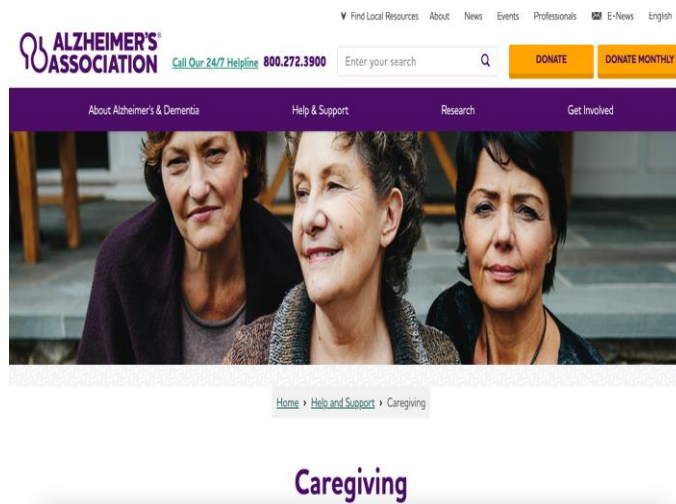 Find Local Resources About News Events Professionals E-News English
ALZHEIMER'S®
ASSOCIATION
Call Our 24/7 Helpline 800.272.3900
Enter your search
DONATE
DONATE MONTHLY
About Alzheimer's & Dementia Help & Support Research Get Involved
Home › Help and Support › Caregiving
Caregiving